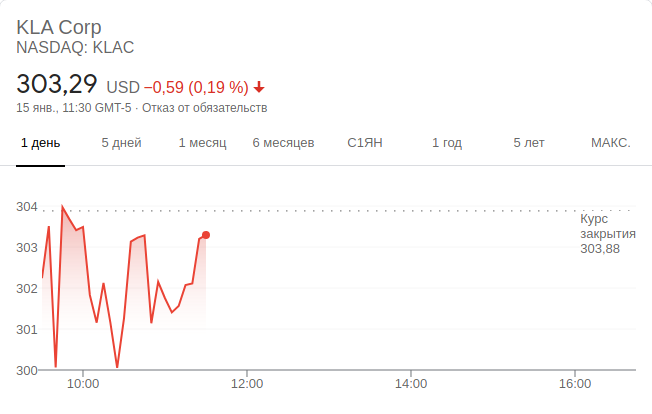 KLA Corp
NASDAQ: KLAC
303,29 USD −0,59 (0,19 %)
15 янв., 11:30 GMT-5 · Отказ от обязательств
1 день 5 дней 1 месяц 6 месяцев С1ЯН 1 год 5 лет МАКС.
304
Курс
закрытия
303,88
303
302
301
300
10:00 12:00 14:00 16:00